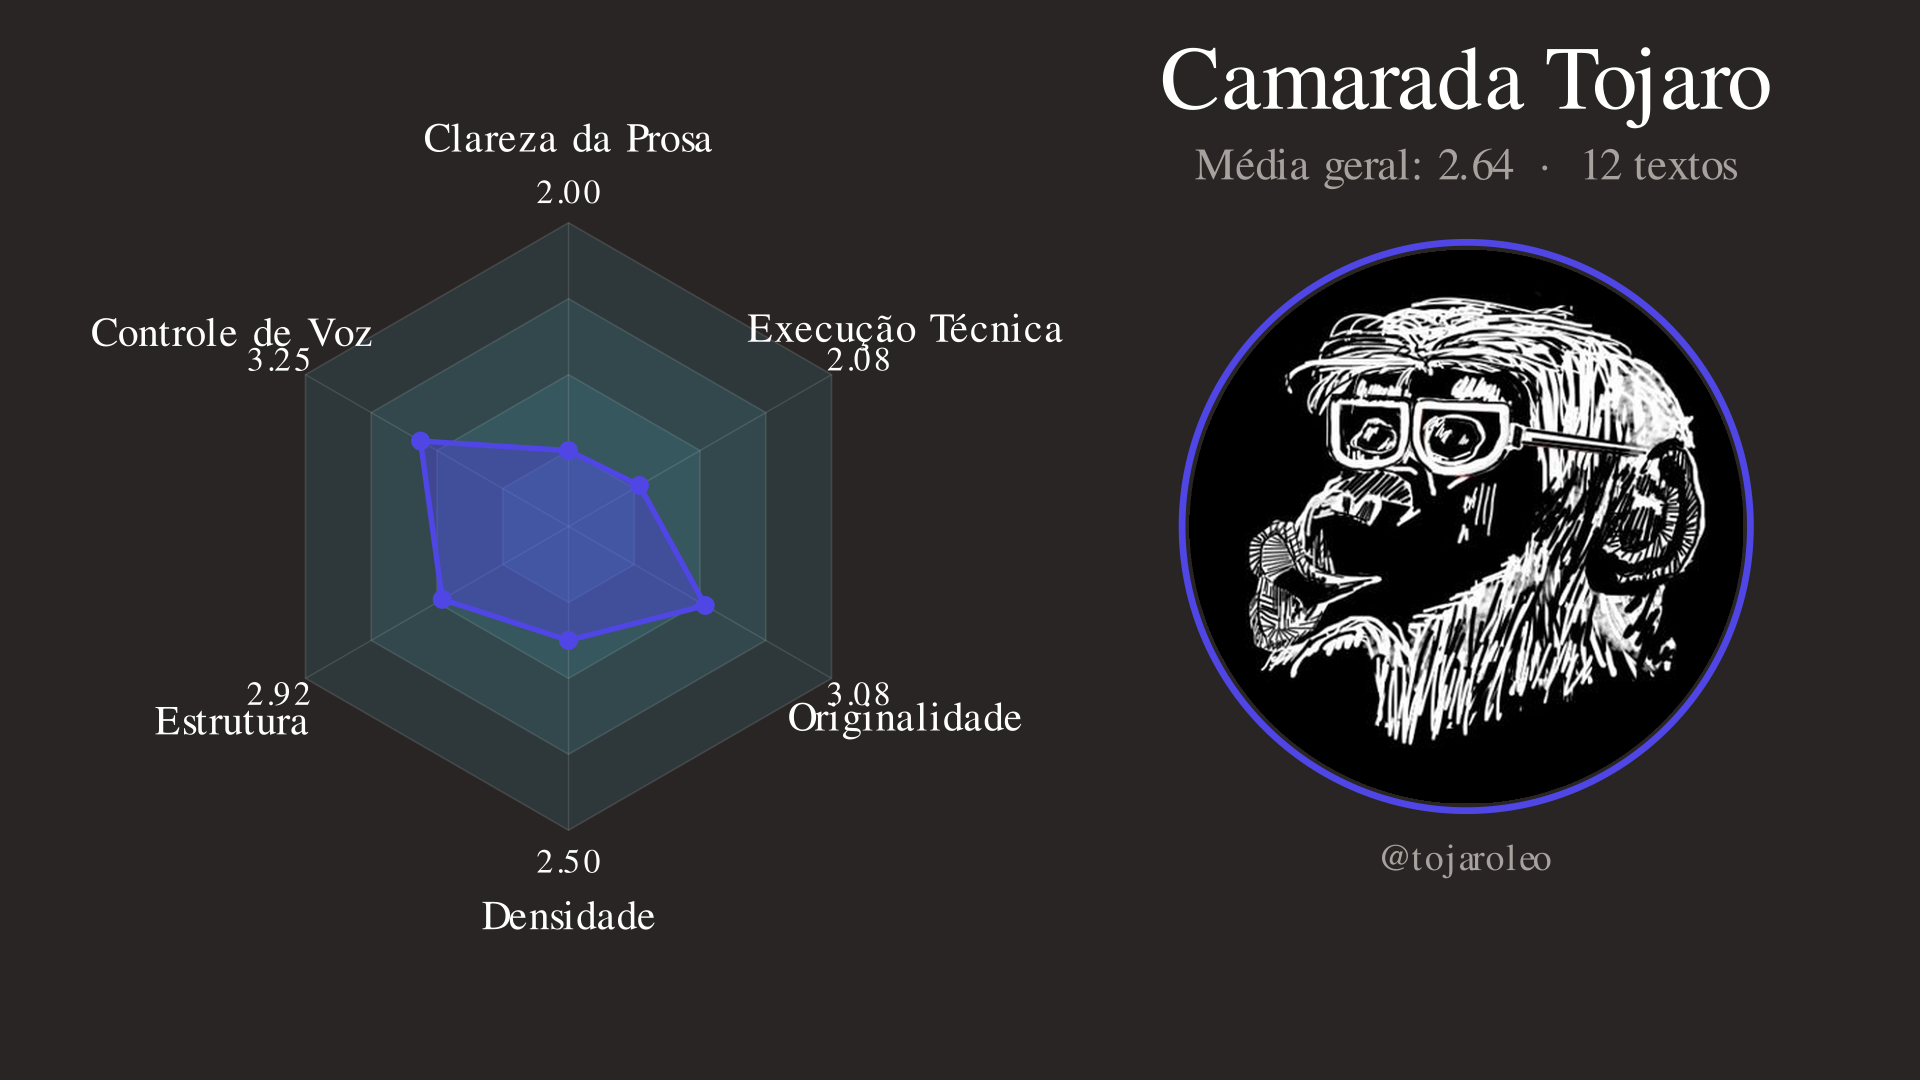 Camarada Tojaro
Média geral: 2.64 · 12 textos
Clareza da Prosa
2.00
Controle de Voz
3.25
Execução Técnica
2.08
2.92
Estrutura
3.08
Originalidade
2.50
Densidade
@tojaroleo